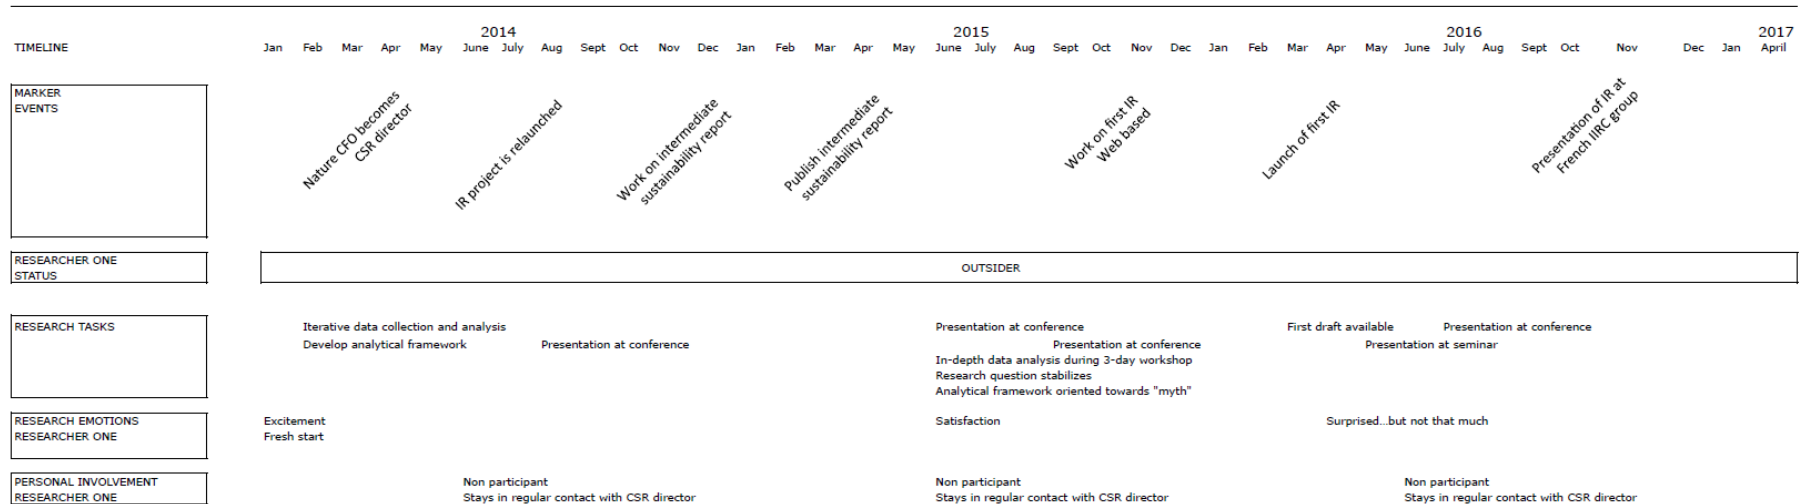 2014 2015 2016 2017
TIMELINE Jan Feb Mar Apr May June July Aug Sept Oct Nov Dec Jan Feb Mar Apr May June July Aug Sept Oct Nov Dec Jan Feb Mar Apr May June July Aug Sept Oct Nov Dec Jan April
MARKER
EVENTS
Nature CFO becomes
CSR director
IR project is relaunched
Work on intermediate
sustainability report
Publish intermediate
sustainability report
Work on first IR
Web based
Launch of first IR
Presentation of IR at
French IIRC group
RESEARCHER ONE
STATUS
OUTSIDER
RESEARCH TASKS
Iterative data collection and analysis
Develop analytical framework
Presentation at conference
Presentation at conference
Presentation at conference
In-depth data analysis during 3-day workshop
Research question stabilizes
Analytical framework oriented towards "myth"
First draft available
Presentation at conference
Presentation at seminar
RESEARCH EMOTIONS
RESEARCHER ONE
Excitement
Fresh start
Satisfaction
Surprised...but not that much
PERSONAL INVOLVEMENT
RESEARCHER ONE
Non participant
Stays in regular contact with CSR director
Non participant
Stays in regular contact with CSR director
Non participant
Stays in regular contact with CSR director